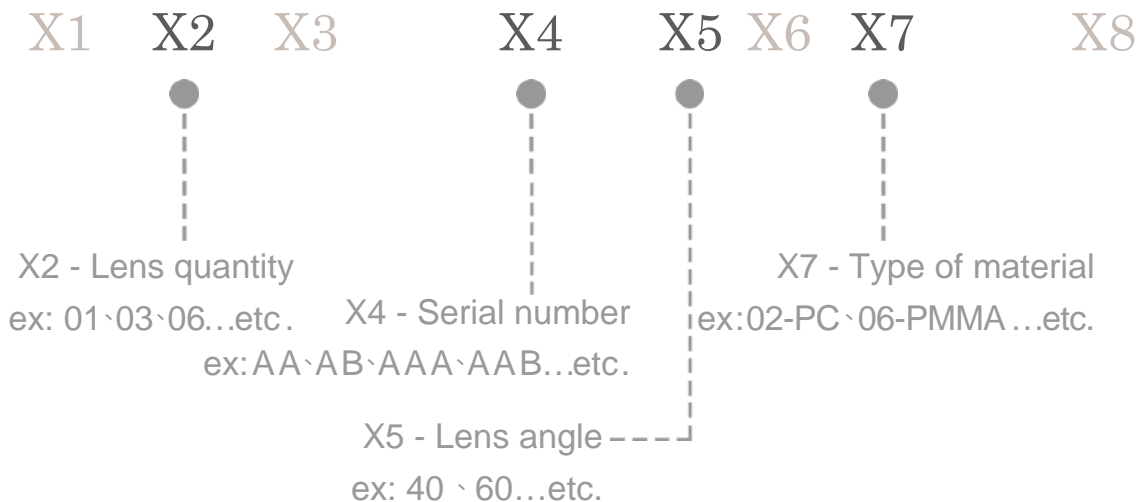 X1 X2 X3 X4 X5 X6 X7 X8
X2 - Lens quantity
ex: 01、03、06...etc.
X4 - Serial number
ex:AA、AB、AAA、AAB...etc.
X5 - Lens angle
ex: 40 、60...etc.
X7 - Type of material
ex:02-PC、06-PMMA ...etc.